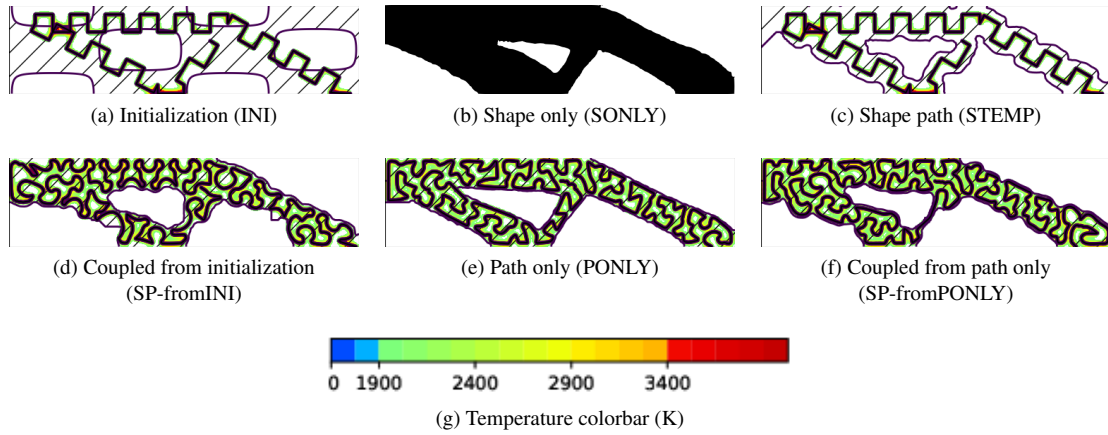 (a) Initialization (INI)
(b) Shape only (SONLY)
(c) Shape path (STEMP)
(d) Coupled from initialization
(SP-fromINI)
(e) Path only (PONLY)
(f) Coupled from path only
(SP-fromPONLY)
0 1900 2400 2900 3400
(g) Temperature colorbar (K)